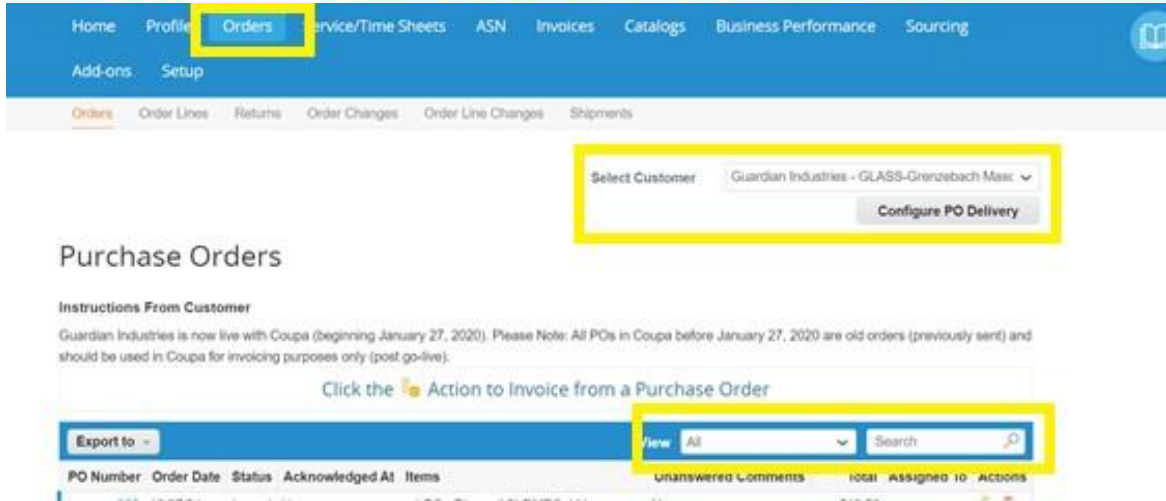 Home Profile Orders Service/Time Sheets ASN Invoices Catalogs Business Performance Sourcing
Add-ons Setup
Orders Order Lines Returns Order Changes Order Line Changes Shipments
Select Customer Guardian Industries - GLASS-Grenzebach
Configure PO Delivery
Purchase Orders
Instructions From Customer
Guardian Industries is now live with Coupa (beginning January 27, 2020). Please Note: All POs in Coupa before January 27, 2020 are old orders (previously sent) and
should be used in Coupa for invoicing purposes only (post go-live).
Click the Action to Invoice from a Purchase Order
Export to View All Search
PO Number Order Date Status Acknowledged At Items Unanswered Comments Total Assigned To Actions